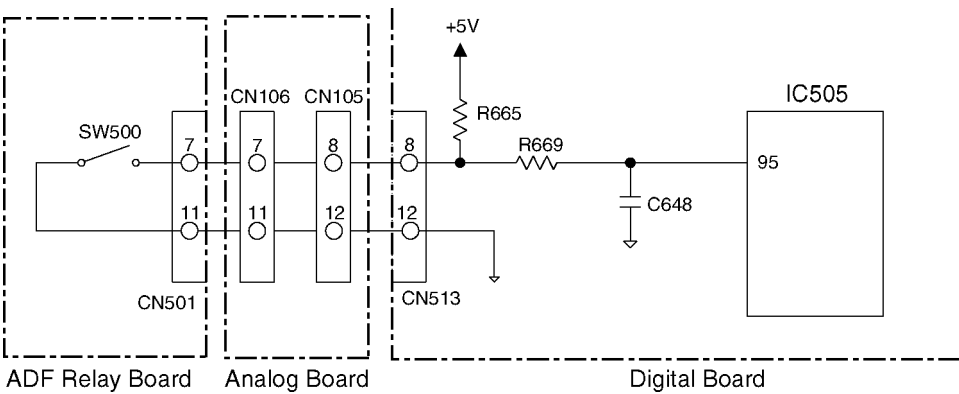 +5V
IC505
CN106 CN105
R665
SW500
R669
7 7 8 8
95
C648
11 11 12 12
CN501
CN513
ADF Relay Board
Analog Board
Digital Board